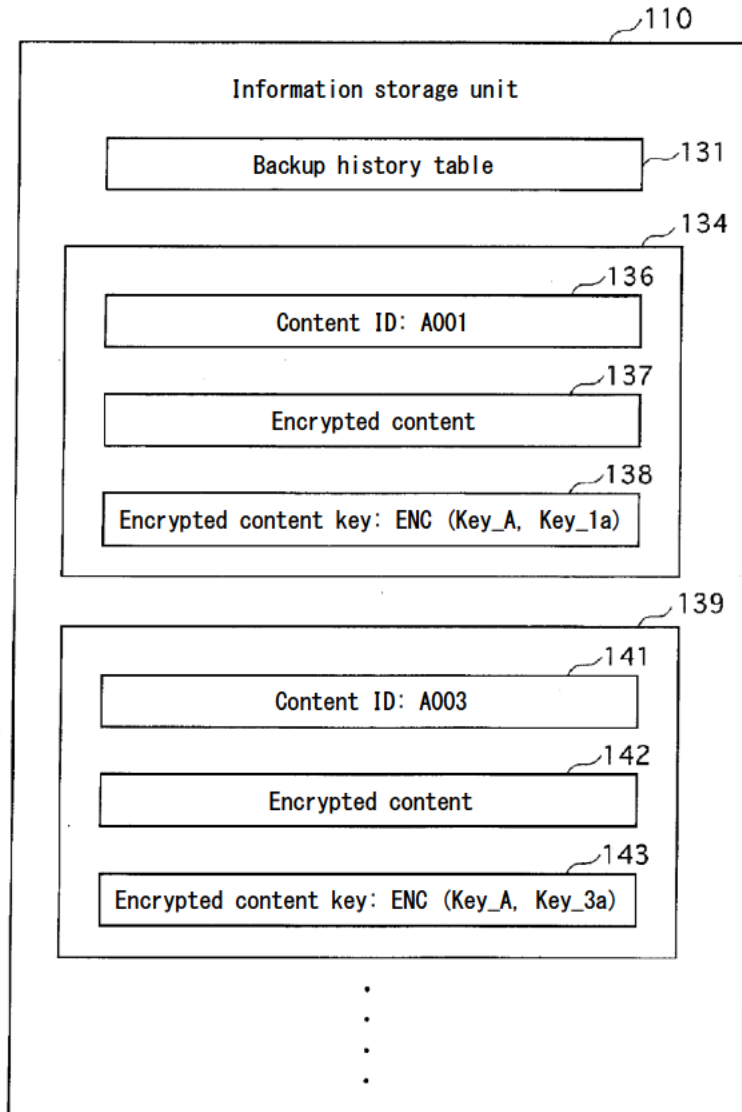 110
Information storage unit
Backup history table
131
134
136
Content ID: A001
137
Encrypted content
138
Encrypted content key: ENC (Key_A, Key_1a)
139
141
Content ID: A003
142
Encrypted content
143
Encrypted content key: ENC (Key_A, Key_3a)